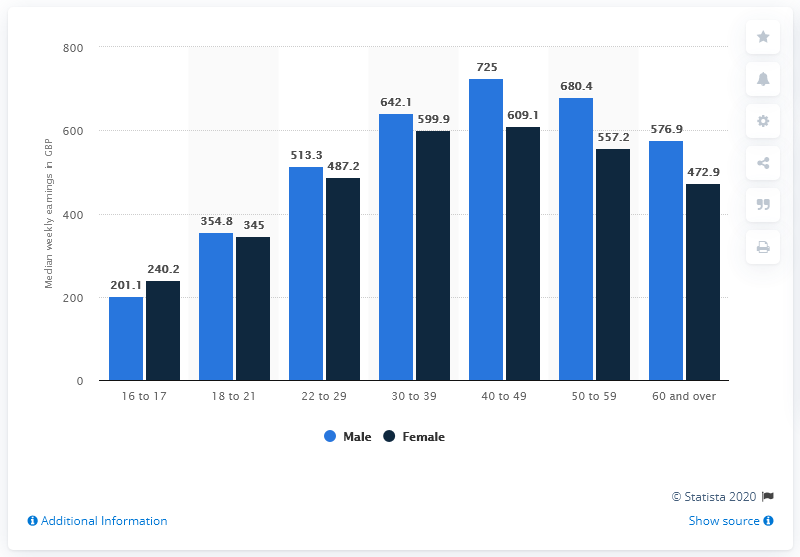 800
600
400
200
0
Median weekly earnings in GBP
201.1
240.2
354.8
345
513.3
487.2
642.1
599.9
725
609.1
680.4
557.2
576.9
472.9
16 to 17
18 to 21
22 to 29
30 to 39
40 to 49
50 to 59
60 and over
Male
Female
© Statista 2020
Additional Information
Show source